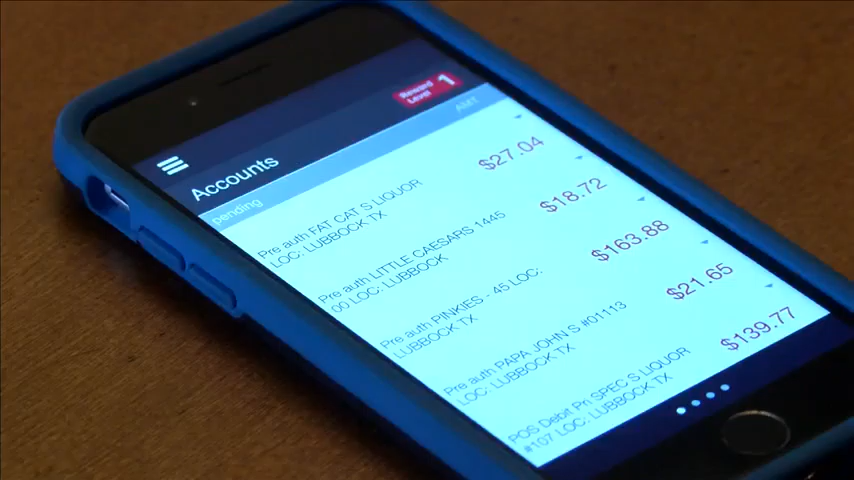 Reward
Level 1
Accounts
AMT
pending
Pre auth FAT CAT S LIQUOR
LOC: LUBBOCK TX
$27.04
Pre auth LITTLE CAESARS 1445
00 LOC: LUBBOCK
$18.72
Pre auth PINKIES - 45 LOC:
LUBBOCK TX
$163.88
Pre auth PAPA JOHN S #01113
LOC: LUBBOCK TX
$21.65
POS Debit Pri SPEC S LIQUOR
#107 LOC: LUBBOCK TX
$139.77